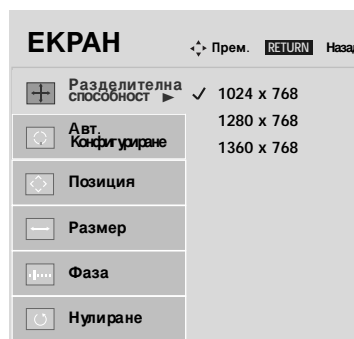 ЕКРАН
Прем. RETURN Назад
Разделителна
способност ►
✓ 1024 x 768
1280 x 768
1360 x 768
Авт.
Конфигуриране
Позиция
Размер
Фаза
Нулиране